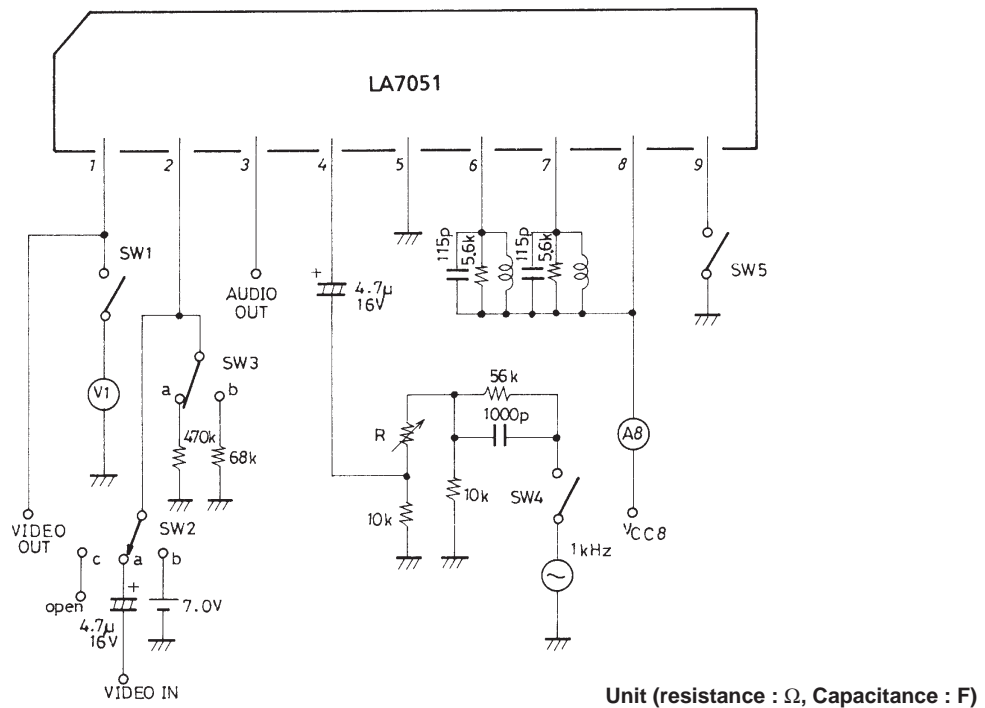 LA7051
1 2 3 4 5 6 7 8 9
SW1
V1
VIDEO
OUT
AUDIO
OUT
+
4.7μ
16V
115p
5.6k
115p
5.6k
SW5
SW3
a
b
470k
68k
SW2
c
a
b
open
+
4.7μ
16V
7.0V
VIDEO IN
R
10k
10k
56k
1000p
SW4
1kHz
A8
VCC8
Unit (resistance : Ω, Capacitance : F)